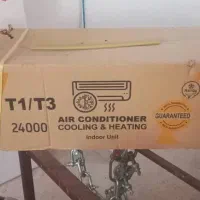 T1/T3
24000
AIR CONDITIONER
COOLING & HEATING
Indoor Unit
GUARANTEED